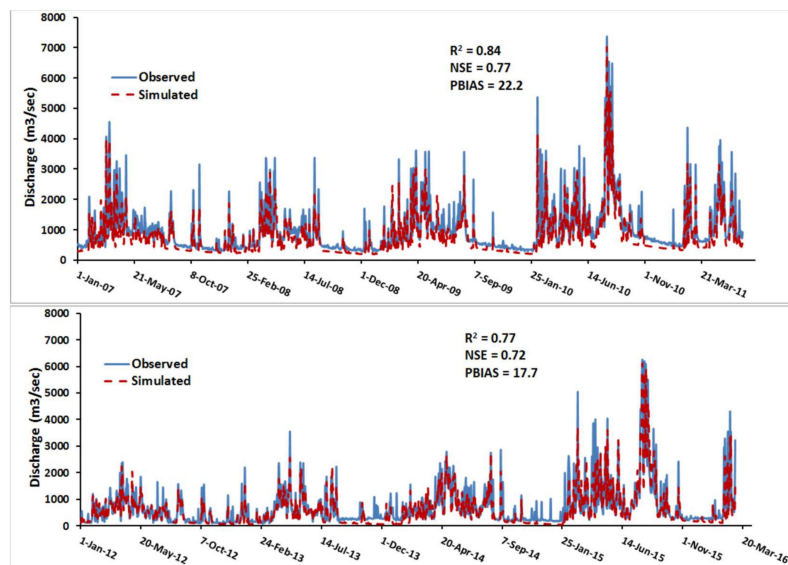 8000
7000
6000
5000
4000
3000
2000
1000
0
Discharge (m3/sec)
Observed
Simulated
R² = 0.84
NSE = 0.77
PBIAS = 22.2
1-Jan-07
21-May-07
8-Oct-07
25-Feb-08
14-Jul-08
1-Dec-08
20-Apr-09
7-Sep-09
25-Jan-10
14-Jun-10
1-Nov-10
21-Mar-11
8000
7000
6000
5000
4000
3000
2000
1000
0
Discharge (m3/sec)
Observed
Simulated
R² = 0.77
NSE = 0.72
PBIAS = 17.7
1-Jan-12
20-May-12
7-Oct-12
24-Feb-13
14-Jul-13
1-Dec-13
20-Apr-14
7-Sep-14
25-Jan-15
14-Jun-15
1-Nov-15
20-Mar-16